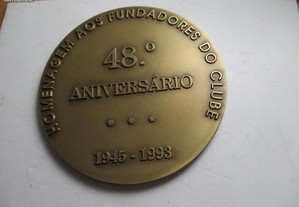 HOMENAGEM AOS FUNDADORES DO CLUBE
48.º
ANIVERSÁRIO
1945 - 1993